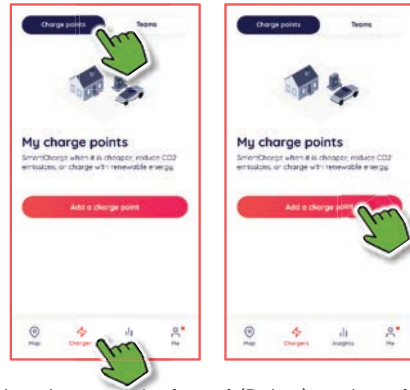 Charge points Teams
My charge points
SmartCharge when it is cheaper, reduce CO2
emissions, or charge with renewable energy.
Add a charge point
Map Charger Me
Charge points Teams
My charge points
SmartCharge when it is cheaper, reduce CO2
emissions, or charge with renewable energy.
Add a charge point
Map Chargers Insights Me